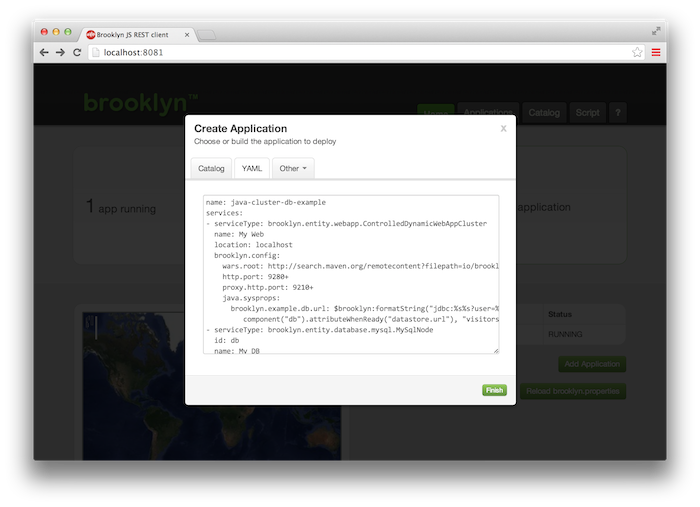 Brooklyn JS REST client
localhost:8081
brooklyn™
Home Applications Catalog Script ?
Create Application X
Choose or build the application to deploy
Catalog YAML Other
1 app running
application
name: java-cluster-db-example
services:
- serviceType: brooklyn.entity.webapp.ControlledDynamicWebAppCluster
name: My Web
location: localhost
brooklyn.config:
wars.root: http://search.maven.org/remotecontent?filepath=io/brookl
http.port: 9280+
proxy.http.port: 9210+
java.sysprops:
brooklyn.example.db.url: $brooklyn:formatString("jdbc:%s%s?user=%
component("db").attributeWhenReady("datastore.url"), "visitors
- serviceType: brooklyn.entity.database.mysql.MySqlNode
id: db
name: My DB
Status
RUNNING
Add Application
Reload brooklyn.properties
Finish